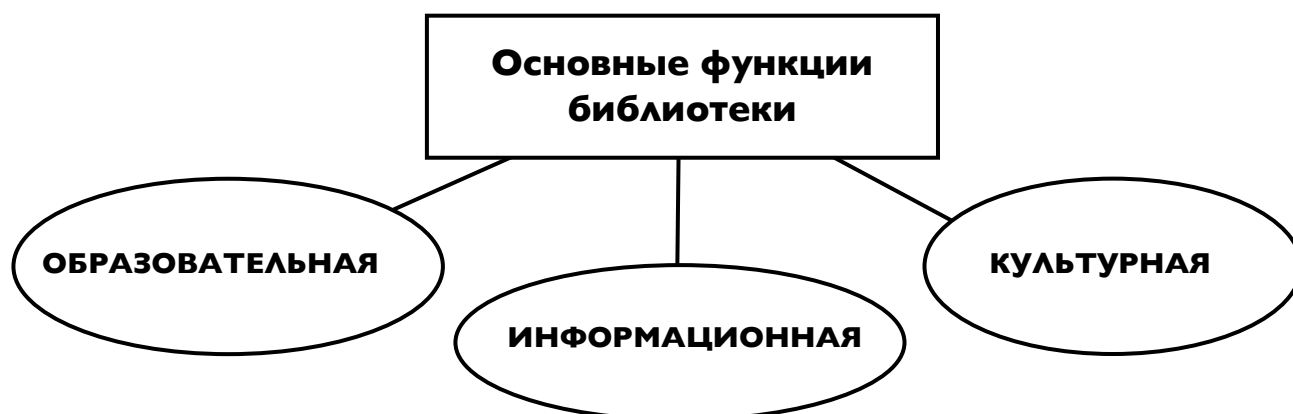 Основные функции
библиотеки
ОБРАЗОВАТЕЛЬНАЯ
ИНФОРМАЦИОННАЯ
КУЛЬТУРНАЯ